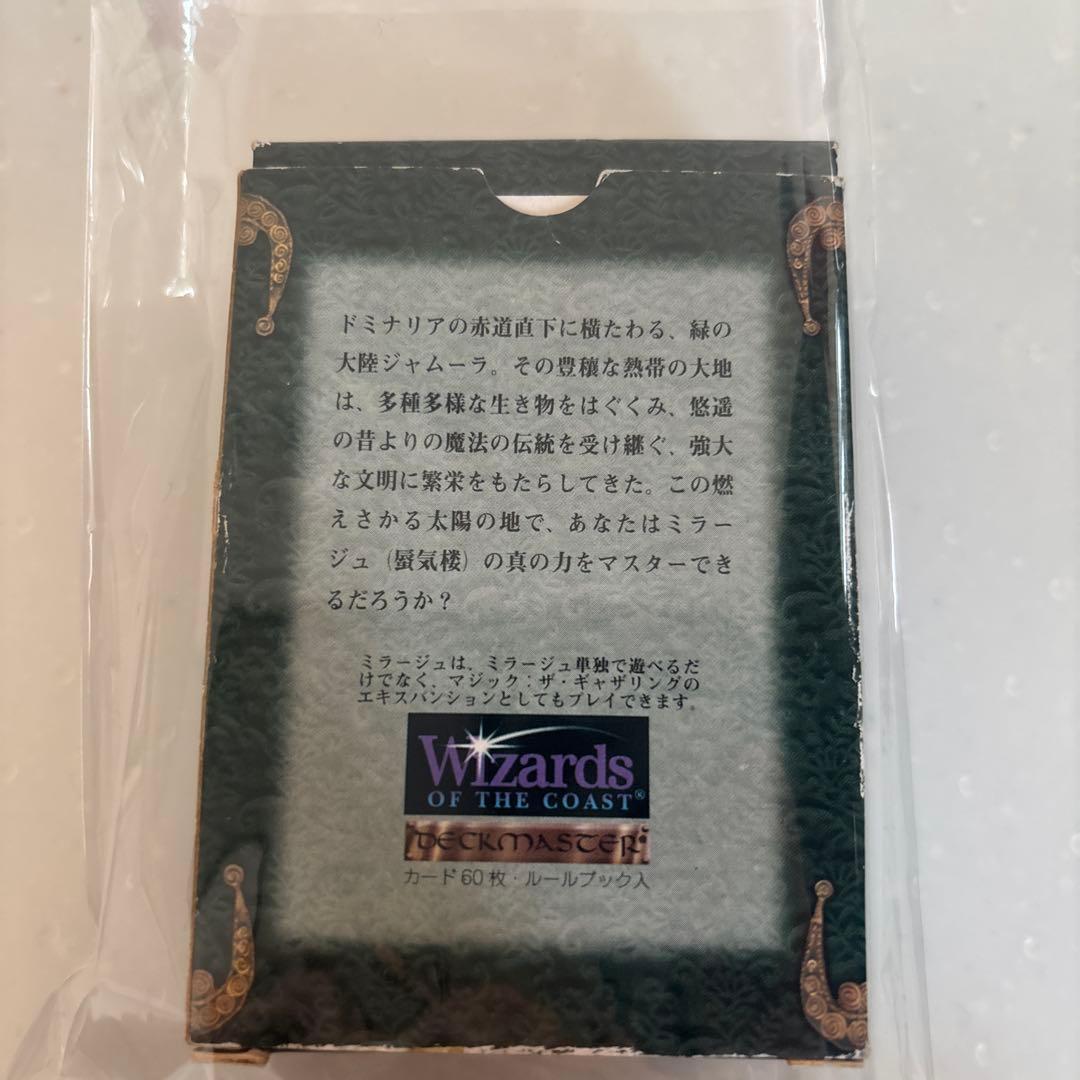 ドミナリアの赤道直下に横たわる、緑の
大陸ジャムーラ。その豊穣な熱帯の大地
は、多種多様な生き物をはぐくみ、悠遥
の昔よりの魔法の伝統を受け継ぐ、強大
な文明に繁栄をもたらしてきた。この燃
えさかる太陽の地で、あなたはミラー
ジュ（蜃気楼）の真の力をマスターでき
るだろうか？
ミラージュは、ミラージュ単独で遊べるだ
けでなく、マジック：ザ・ギャザリングの
エキスパンションとしてもプレイできます。
Wizards
OF THE COAST®
DECKMASTER
カード60枚・ルールブック入